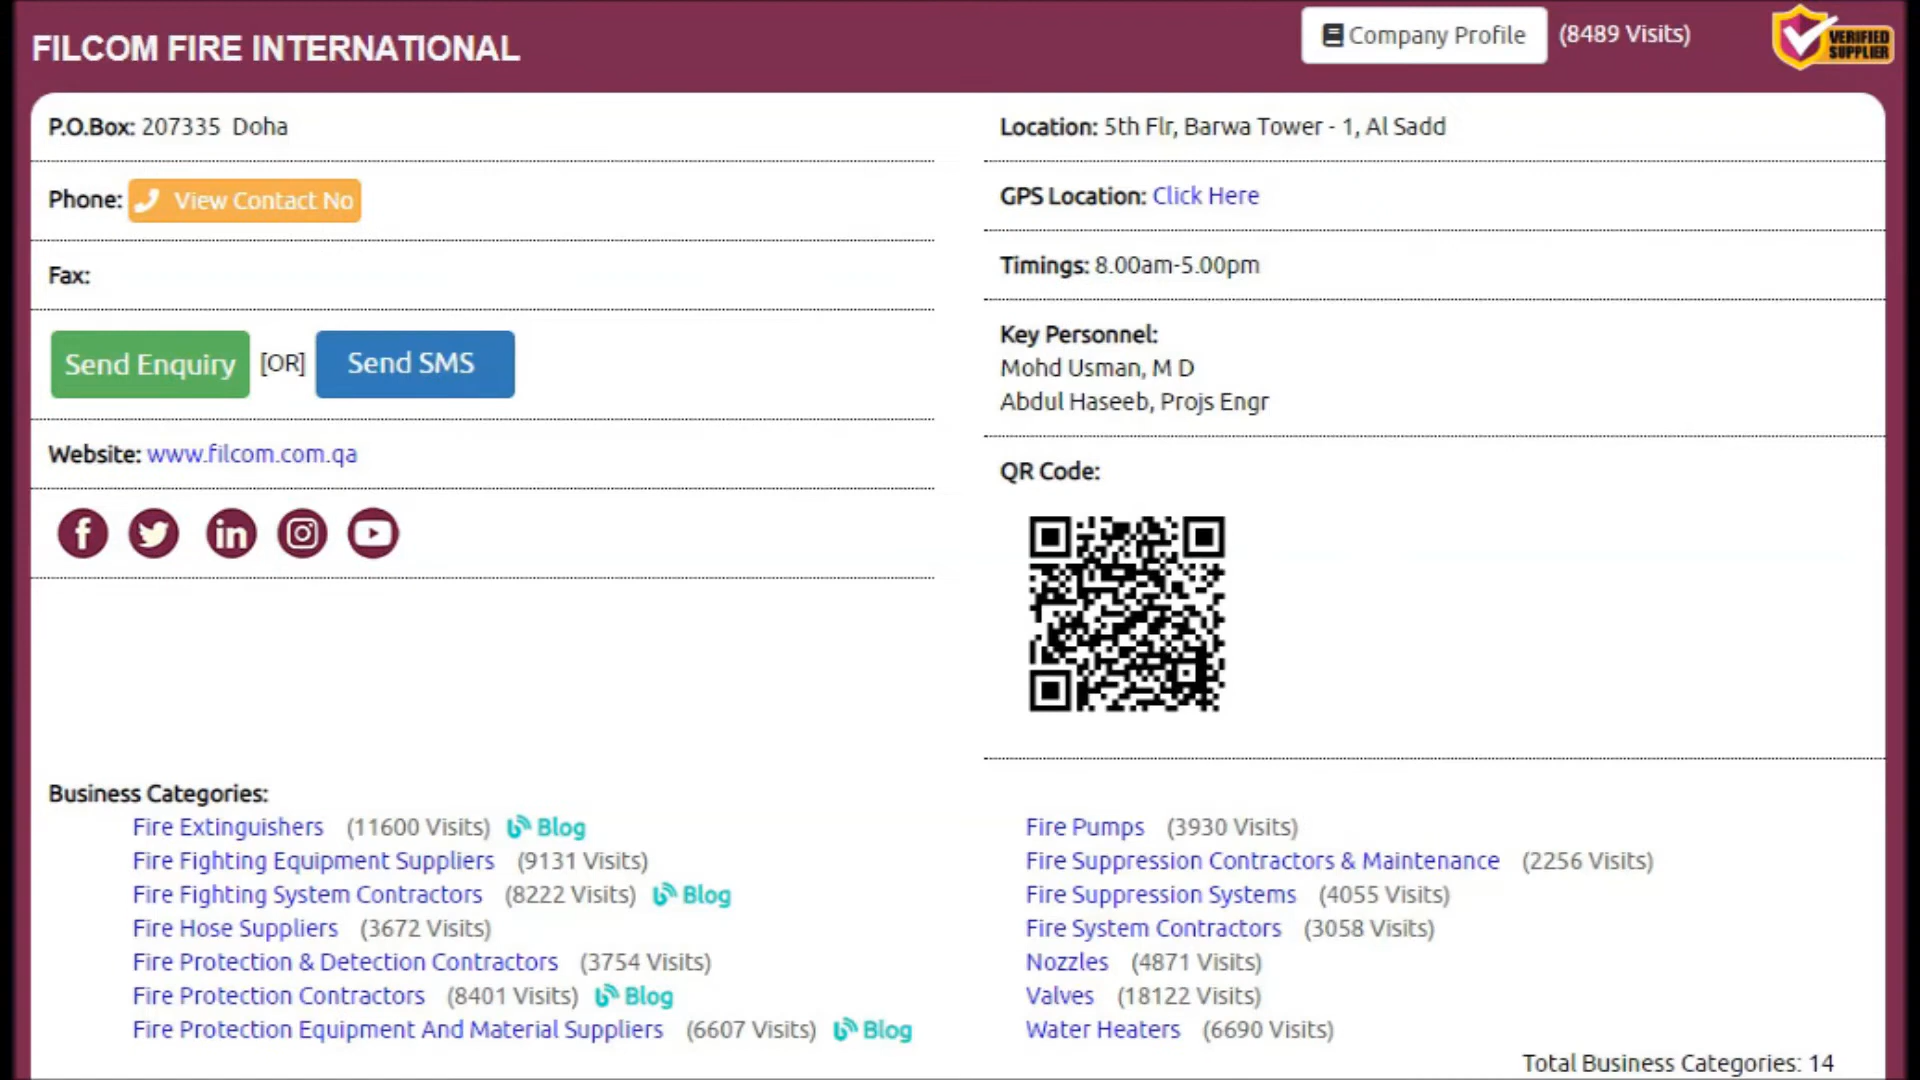 FILCOM FIRE INTERNATIONAL
Company Profile (8489 Visits)
VERIFIED SUPPLIER
P.O.Box: 207335 Doha
Phone: View Contact No
Fax:
Send Enquiry [OR] Send SMS
Website: www.filcom.com.qa
Location: 5th Flr, Barwa Tower - 1, Al Sadd
GPS Location: Click Here
Timings: 8.00am-5.00pm
Key Personnel:
Mohd Usman, M D
Abdul Haseeb, Projs Engr
QR Code:
Business Categories:
Fire Extinguishers (11600 Visits) Blog
Fire Fighting Equipment Suppliers (9131 Visits)
Fire Fighting System Contractors (8222 Visits) Blog
Fire Hose Suppliers (3672 Visits)
Fire Protection & Detection Contractors (3754 Visits)
Fire Protection Contractors (8401 Visits) Blog
Fire Protection Equipment And Material Suppliers (6607 Visits) Blog
Fire Pumps (3930 Visits)
Fire Suppression Contractors & Maintenance (2256 Visits)
Fire Suppression Systems (4055 Visits)
Fire System Contractors (3058 Visits)
Nozzles (4871 Visits)
Valves (18122 Visits)
Water Heaters (6690 Visits)
Total Business Categories: 14